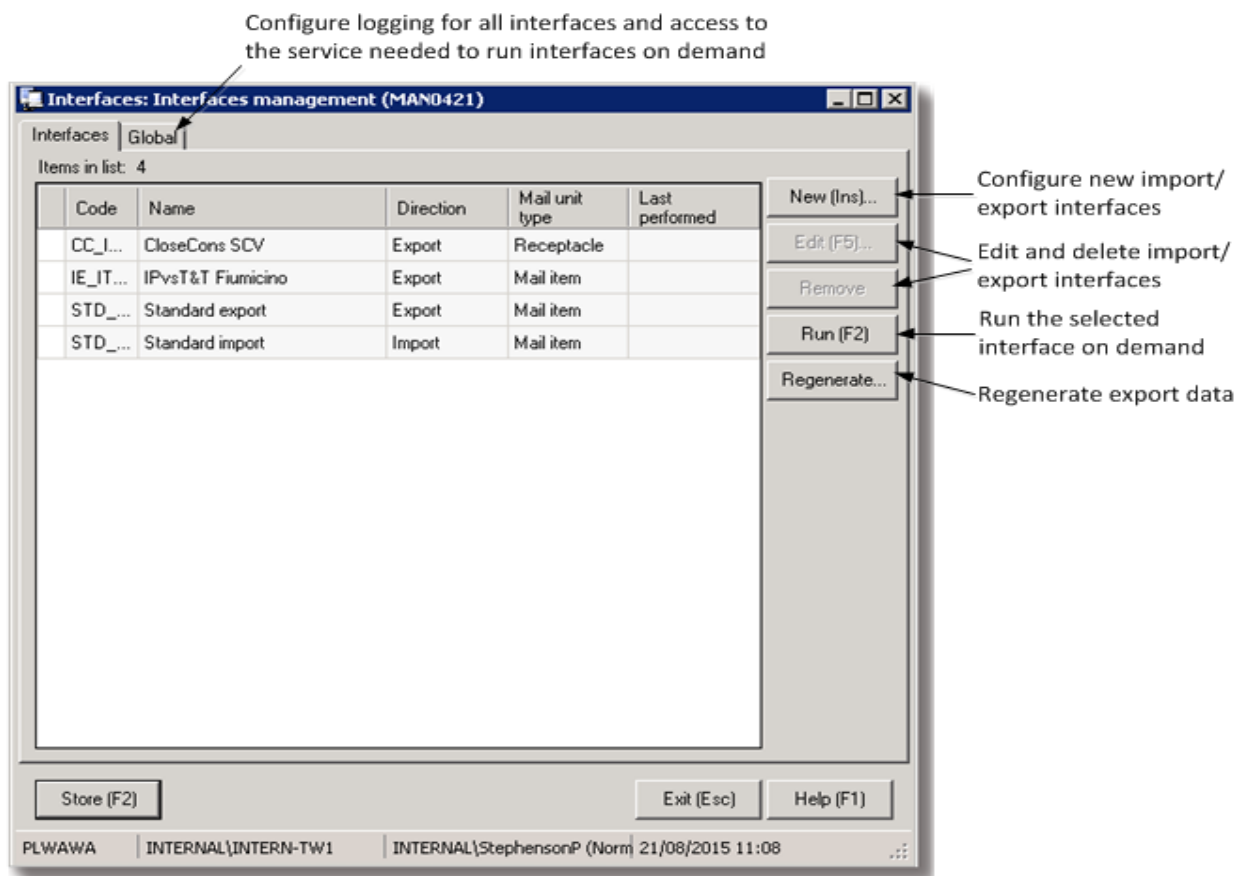 Configure logging for all interfaces and access to
the service needed to run interfaces on demand
Interfaces: Interfaces management (MAN0421)
Interfaces Global
Items in list: 4
Code Name Direction Mail unit type Last performed
CC_I... CloseCons SCV Export Receptacle
IE_IT... IPvsT&T Fiumicino Export Mail item
STD_... Standard export Export Mail item
STD_... Standard import Import Mail item
New (Ins)...
Edit (F5)...
Remove
Run (F2)
Regenerate...
Configure new import/
export interfaces
Edit and delete import/
export interfaces
Run the selected
interface on demand
Regenerate export data
Store (F2) Exit (Esc) Help (F1)
PLWAWA INTERNAL\INTERN-TW1 INTERNAL\StephensonP (Norm 21/08/2015 11:08